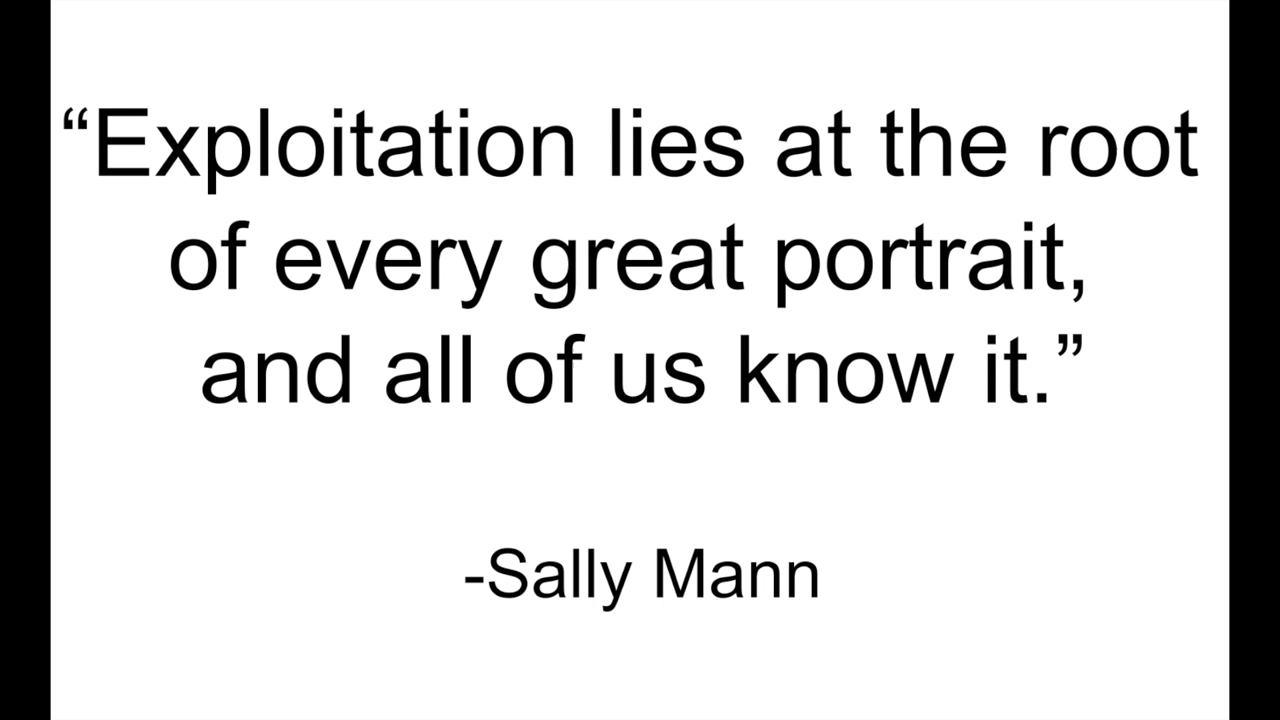 “Exploitation lies at the root
of every great portrait,
and all of us know it.”
-Sally Mann